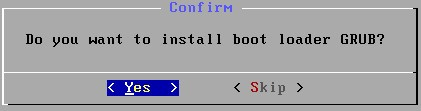 Confirm
Do you want to install boot loader GRUB?
< Yes > < Skip >